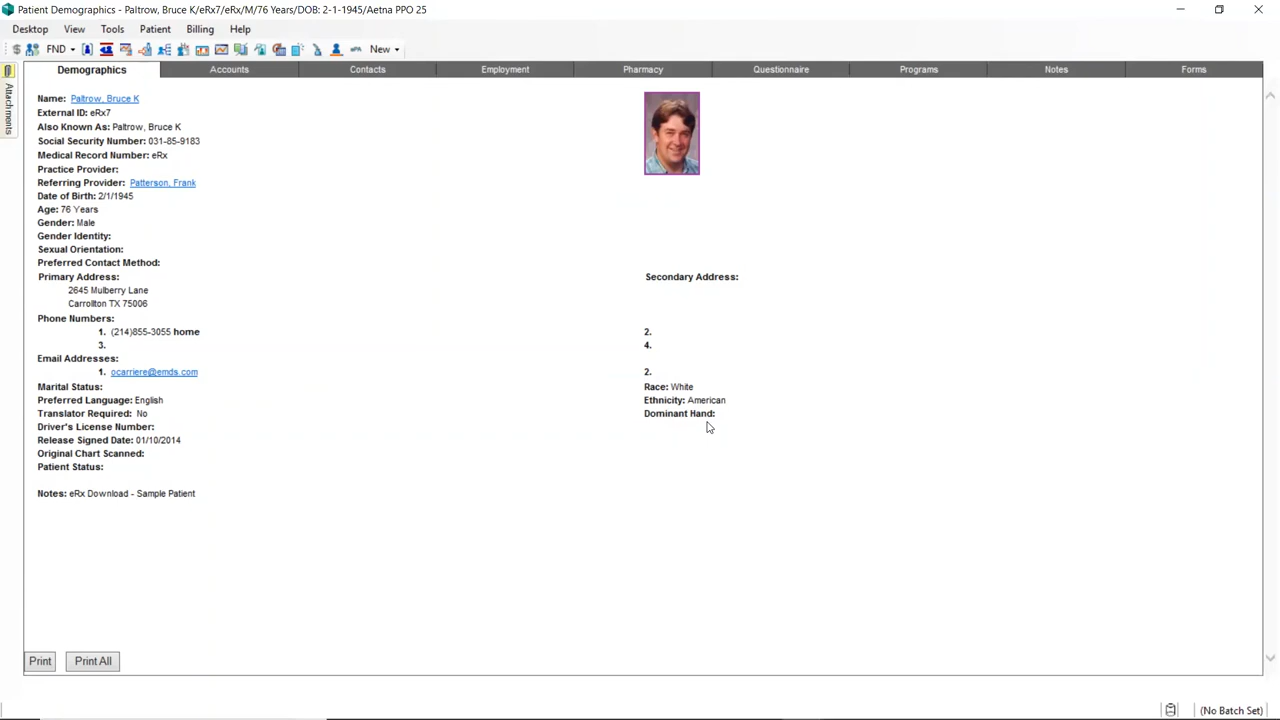 Patient Demographics - Paltrow, Bruce K/eRx7/eRx/M/76 Years/DOB: 2-1-1945/Aetna PPO 25
Desktop View Tools Patient Billing Help
FND New
Attachments
Demographics Accounts Contacts Employment Pharmacy Questionnaire Programs Notes Forms
Name: Paltrow, Bruce K
External ID: eRx7
Also Known As: Paltrow, Bruce K
Social Security Number: 031-85-9183
Medical Record Number: eRx
Practice Provider:
Referring Provider: Patterson, Frank
Date of Birth: 2/1/1945
Age: 76 Years
Gender: Male
Gender Identity:
Sexual Orientation:
Preferred Contact Method:
Primary Address: Secondary Address:
2645 Mulberry Lane
Carrollton TX 75006
Phone Numbers:
1. (214)855-3055 home 2.
3. 4.
Email Addresses:
1. ocarriere@emds.com 2.
Marital Status: Race: White
Preferred Language: English Ethnicity: American
Translator Required: No Dominant Hand:
Driver's License Number:
Release Signed Date: 01/10/2014
Original Chart Scanned:
Patient Status:
Notes: eRx Download - Sample Patient
Print Print All
(No Batch Set)